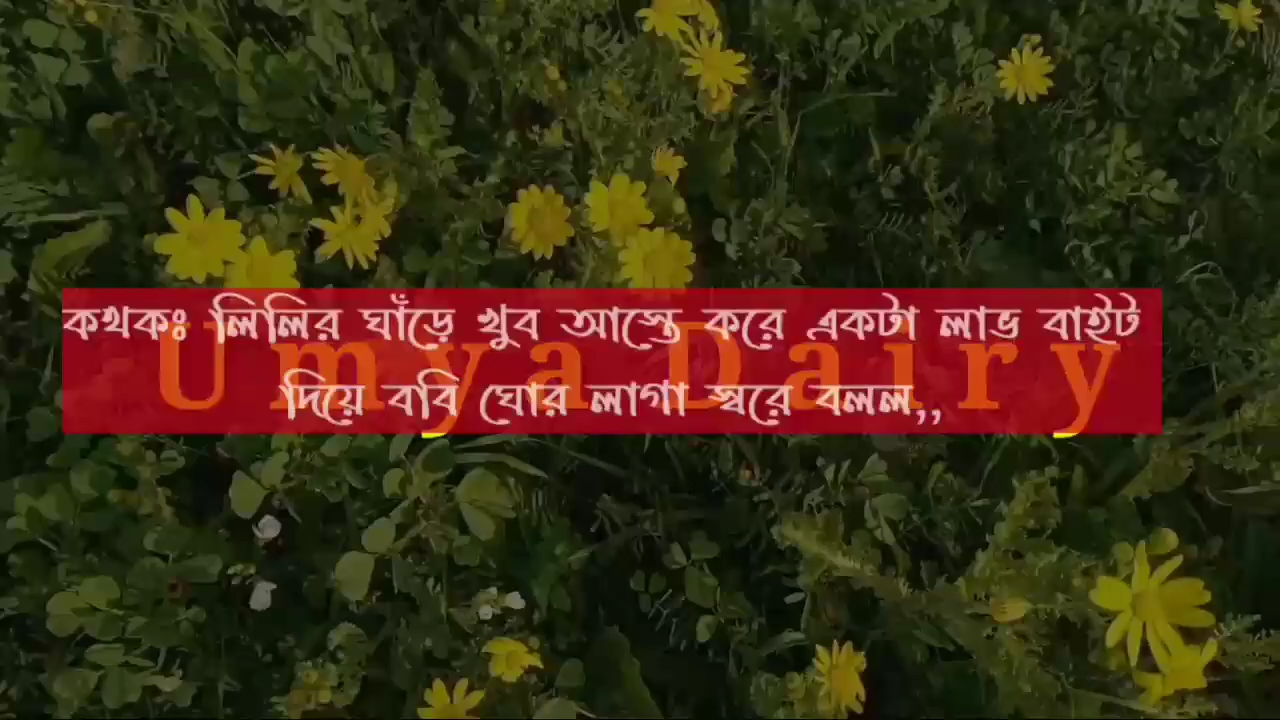 কথকঃ লিলির ঘাঁড়ে খুব আস্তে করে একটা লাভ বাইট
Umya Dairy
দিয়ে ববি ঘোর লাগা স্বরে বলল,,